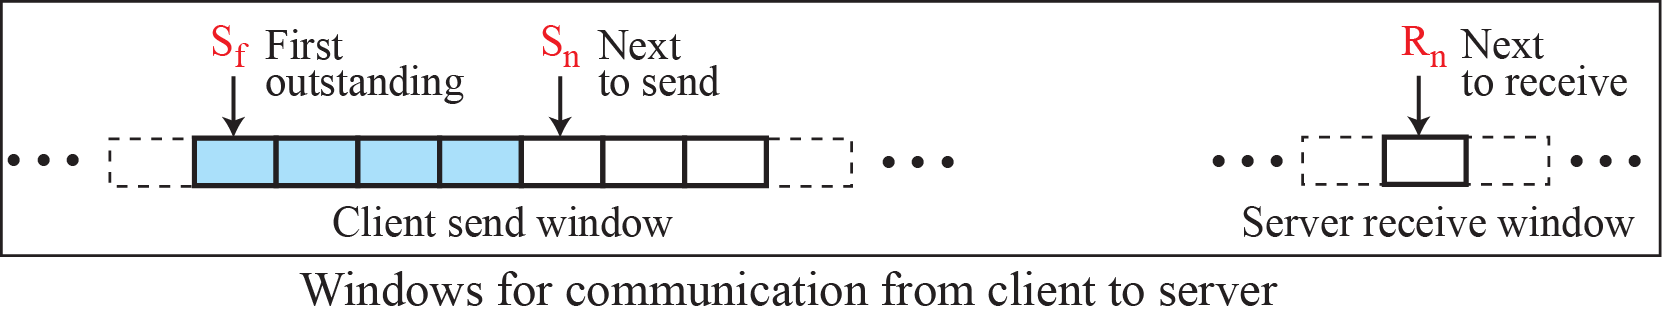 Sf First outstanding
Sn Next to send
Rn Next to receive
Client send window
Server receive window
Windows for communication from client to server